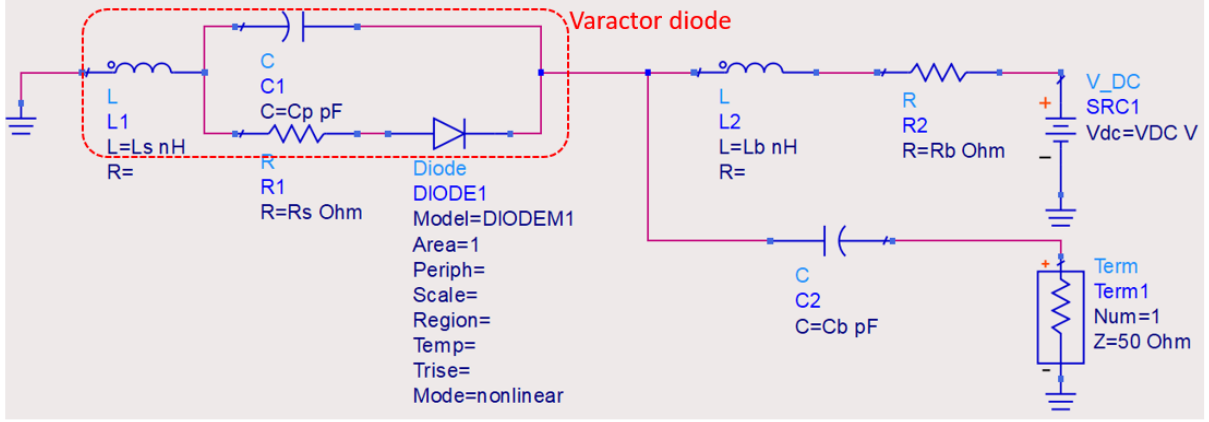 Varactor diode
C
C1
C=Cp pF
L
L1
L=Ls nH
R=
R
R1
R=Rs Ohm
Diode
DIODE1
Model=DIODEM1
Area=1
Periph=
Scale=
Region=
Temp=
Trise=
Mode=nonlinear
L
L2
L=Lb nH
R=
R
R2
R=Rb Ohm
+
V_DC
SRC1
Vdc=VDC V
−
C
C2
C=Cb pF
+
Term
Term1
Num=1
Z=50 Ohm
-